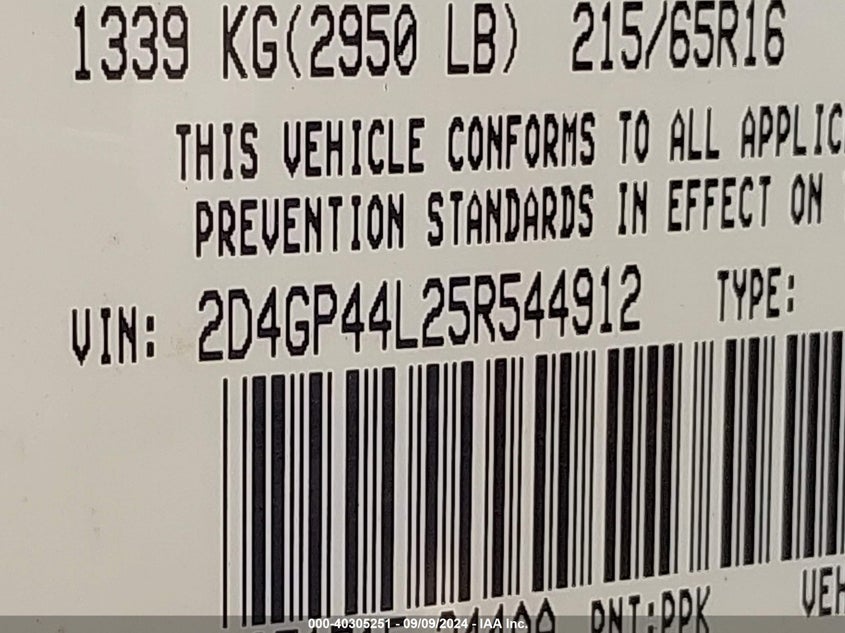 1339 KG(2950 LB) 215/65R16
THIS VEHICLE CONFORMS TO ALL APPLIC
PREVENTION STANDARDS IN EFFECT ON
VIN: 2D4GP44L25R544912 TYPE:
PNT:PPK VEH
000-40305251 - 09/09/2024 - IAA Inc.